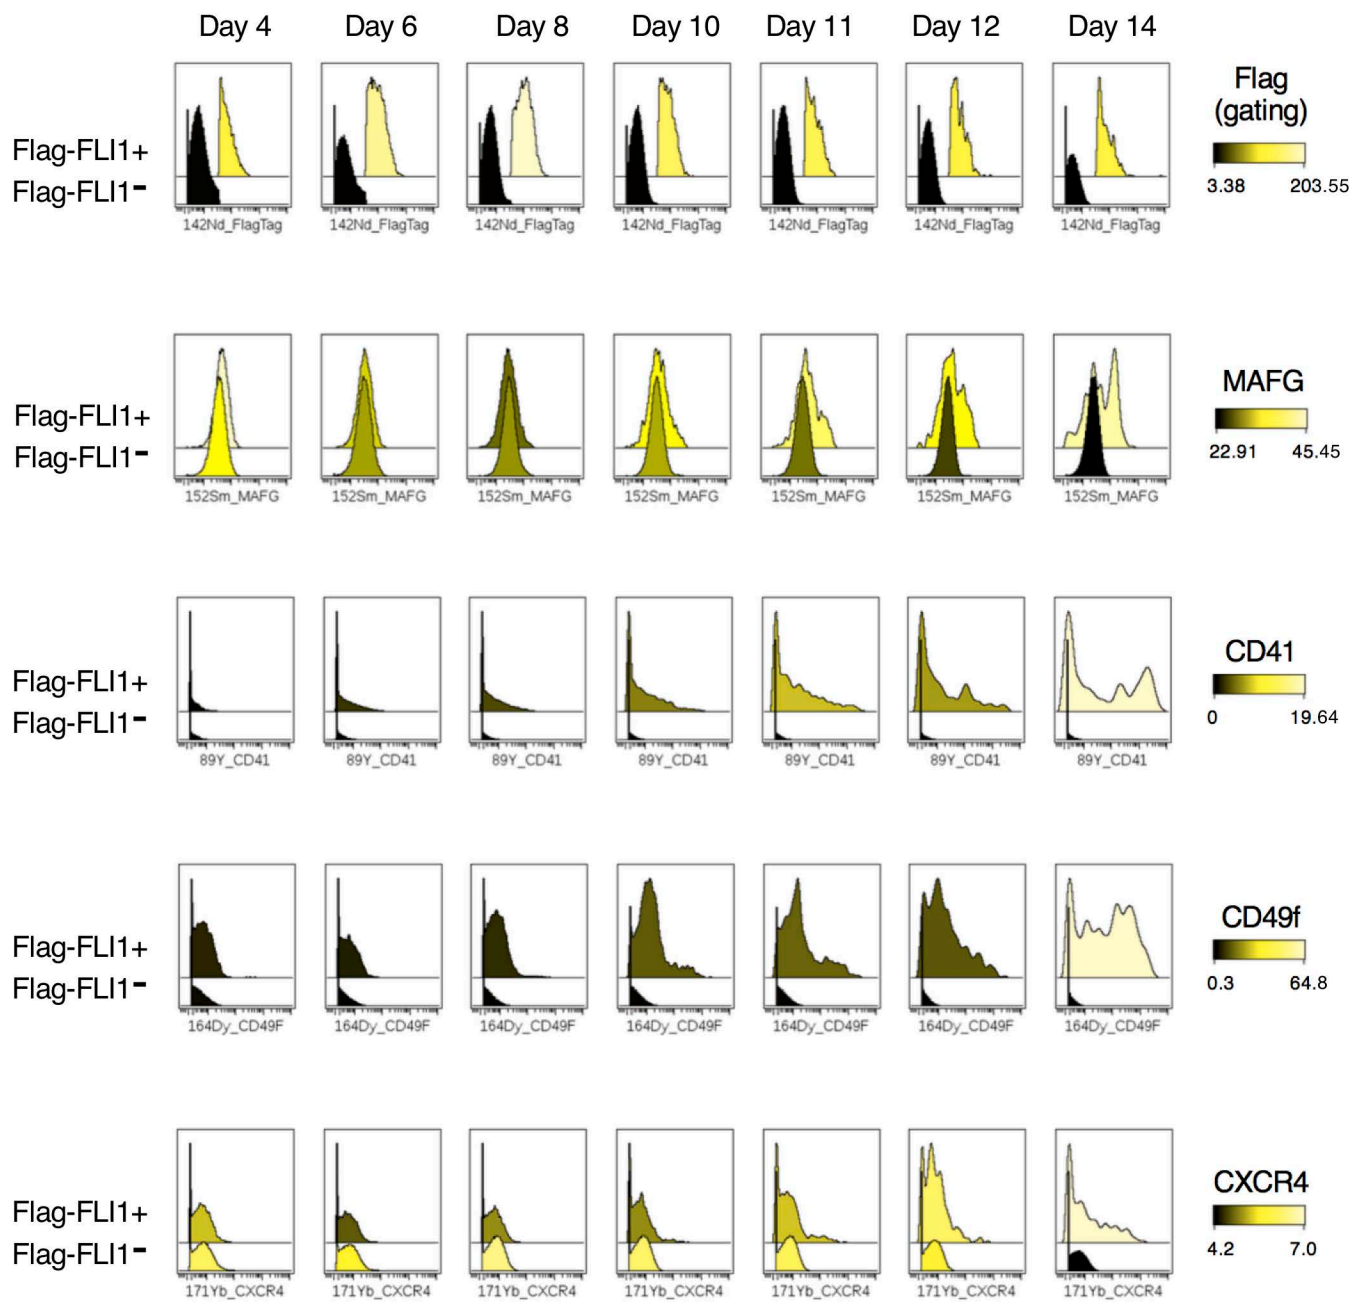 Day 4 Day 6 Day 8 Day 10 Day 11 Day 12 Day 14
Flag
(gating)
Flag-FLI1+
Flag-FLI1-
3.38 203.55
142Nd_FlagTag 142Nd_FlagTag 142Nd_FlagTag 142Nd_FlagTag 142Nd_FlagTag 142Nd_FlagTag 142Nd_FlagTag
MAFG
Flag-FLI1+
Flag-FLI1-
22.91 45.45
152Sm_MAFG 152Sm_MAFG 152Sm_MAFG 152Sm_MAFG 152Sm_MAFG 152Sm_MAFG 152Sm_MAFG
CD41
Flag-FLI1+
Flag-FLI1-
0 19.64
89Y_CD41 89Y_CD41 89Y_CD41 89Y_CD41 89Y_CD41 89Y_CD41 89Y_CD41
CD49f
Flag-FLI1+
Flag-FLI1-
0.3 64.8
164Dy_CD49F 164Dy_CD49F 164Dy_CD49F 164Dy_CD49F 164Dy_CD49F 164Dy_CD49F 164Dy_CD49F
CXCR4
Flag-FLI1+
Flag-FLI1-
4.2 7.0
171Yb_CXCR4 171Yb_CXCR4 171Yb_CXCR4 171Yb_CXCR4 171Yb_CXCR4 171Yb_CXCR4 171Yb_CXCR4